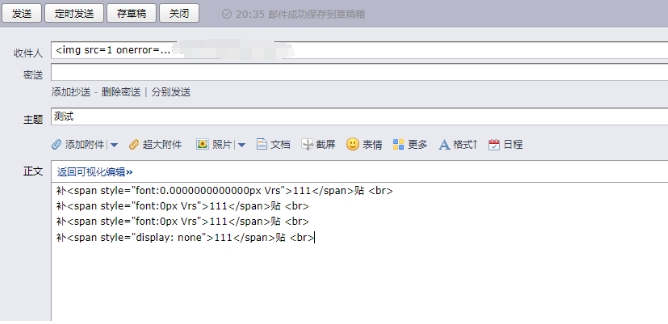 发送 定时发送 存草稿 关闭 20:35 邮件成功保存到草稿箱
收件人 <img src=1 onerror=...
密送
添加抄送 - 删除密送 | 分别发送
主题 测试
添加附件 | 超大附件 照片 | 文档 截屏 表情 更多 格式↑ 日程
正文 返回可视化编辑»
补<span style="font:0.0000000000000px Vrs">111</span>贴 <br>
补<span style="font:0px Vrs">111</span>贴 <br>
补<span style="font:0px Vrs">111</span>贴 <br>
补<span style="display: none">111</span>贴 <br>